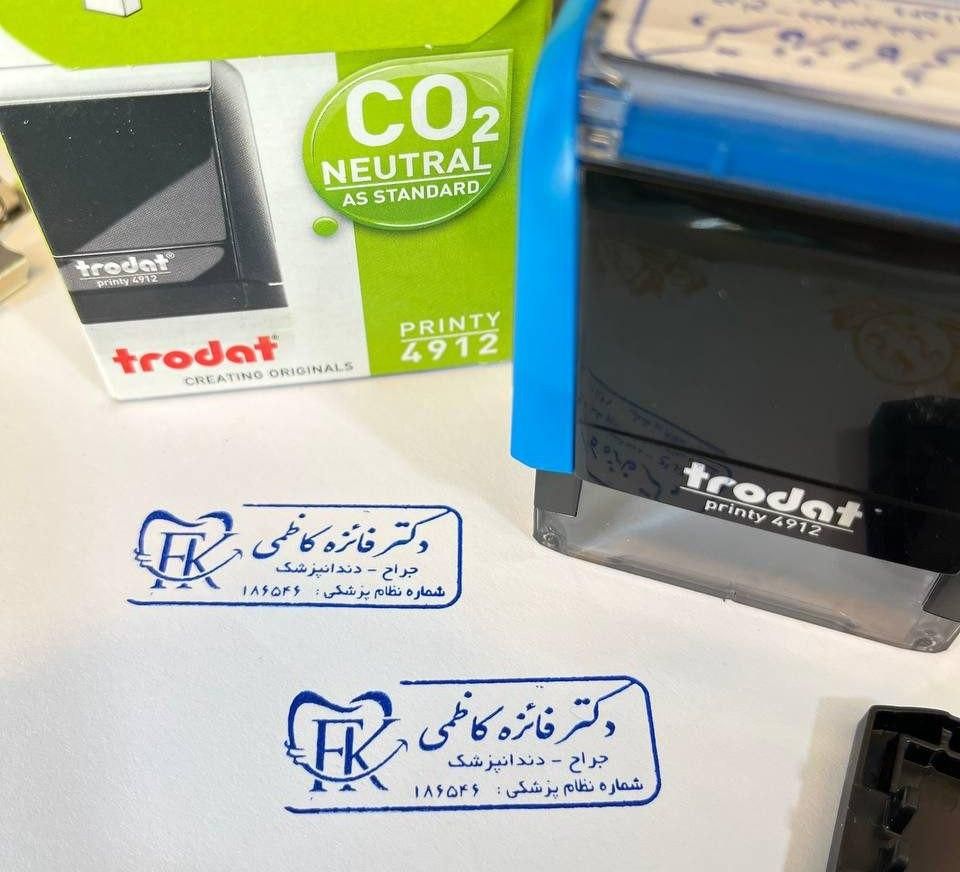 CO2
NEUTRAL
AS STANDARD
trodat®
printy 4912
trodat®
CREATING ORIGINALS
PRINTY
4912
trodat
printy 4912
FK
دکتر فائزه کاظمی
جراح - دندانپزشک
شماره نظام پزشکی : ۱۸۶۵۴۶
FK
دکتر فائزه کاظمی
جراح - دندانپزشک
شماره نظام پزشکی : ۱۸۶۵۴۶